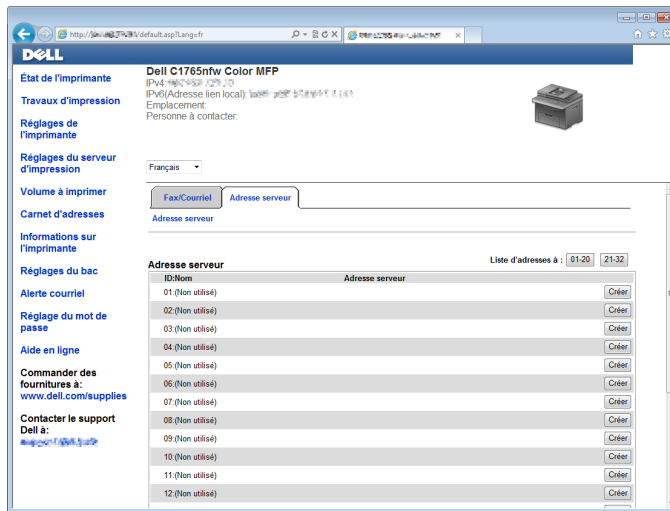 http://
/default.asp?Lang=fr
DELL
Dell C1765nfw Color MFP
IPv4:
IPv6(Adresse lien local):
Emplacement:
Personne à contacter:
Français
État de l'imprimante
Travaux d'impression
Réglages de
l'imprimante
Réglages du serveur
d'impression
Volume à imprimer
Carnet d'adresses
Informations sur
l'imprimante
Réglages du bac
Alerte courriel
Réglage du mot de
passe
Aide en ligne
Commander des
fournitures à:
www.dell.com/supplies
Contacter le support
Dell à:
Fax/Courriel Adresse serveur
Adresse serveur
Liste d'adresses à : 01-20 21-32
Adresse serveur
ID:Nom Adresse serveur
01:(Non utilisé) Créer
02:(Non utilisé) Créer
03:(Non utilisé) Créer
04:(Non utilisé) Créer
05:(Non utilisé) Créer
06:(Non utilisé) Créer
07:(Non utilisé) Créer
08:(Non utilisé) Créer
09:(Non utilisé) Créer
10:(Non utilisé) Créer
11:(Non utilisé) Créer
12:(Non utilisé) Créer